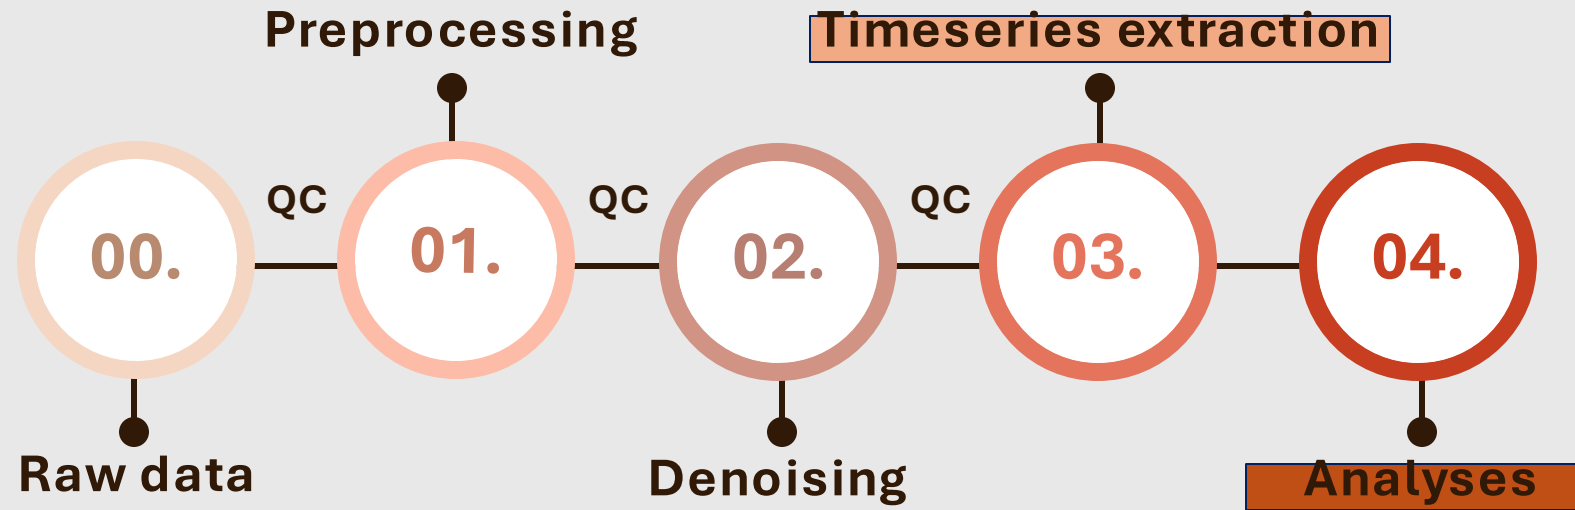 Preprocessing
Timeseries extraction
QC
QC
QC
00.
01.
02.
03.
04.
Raw data
Denoising
Analyses